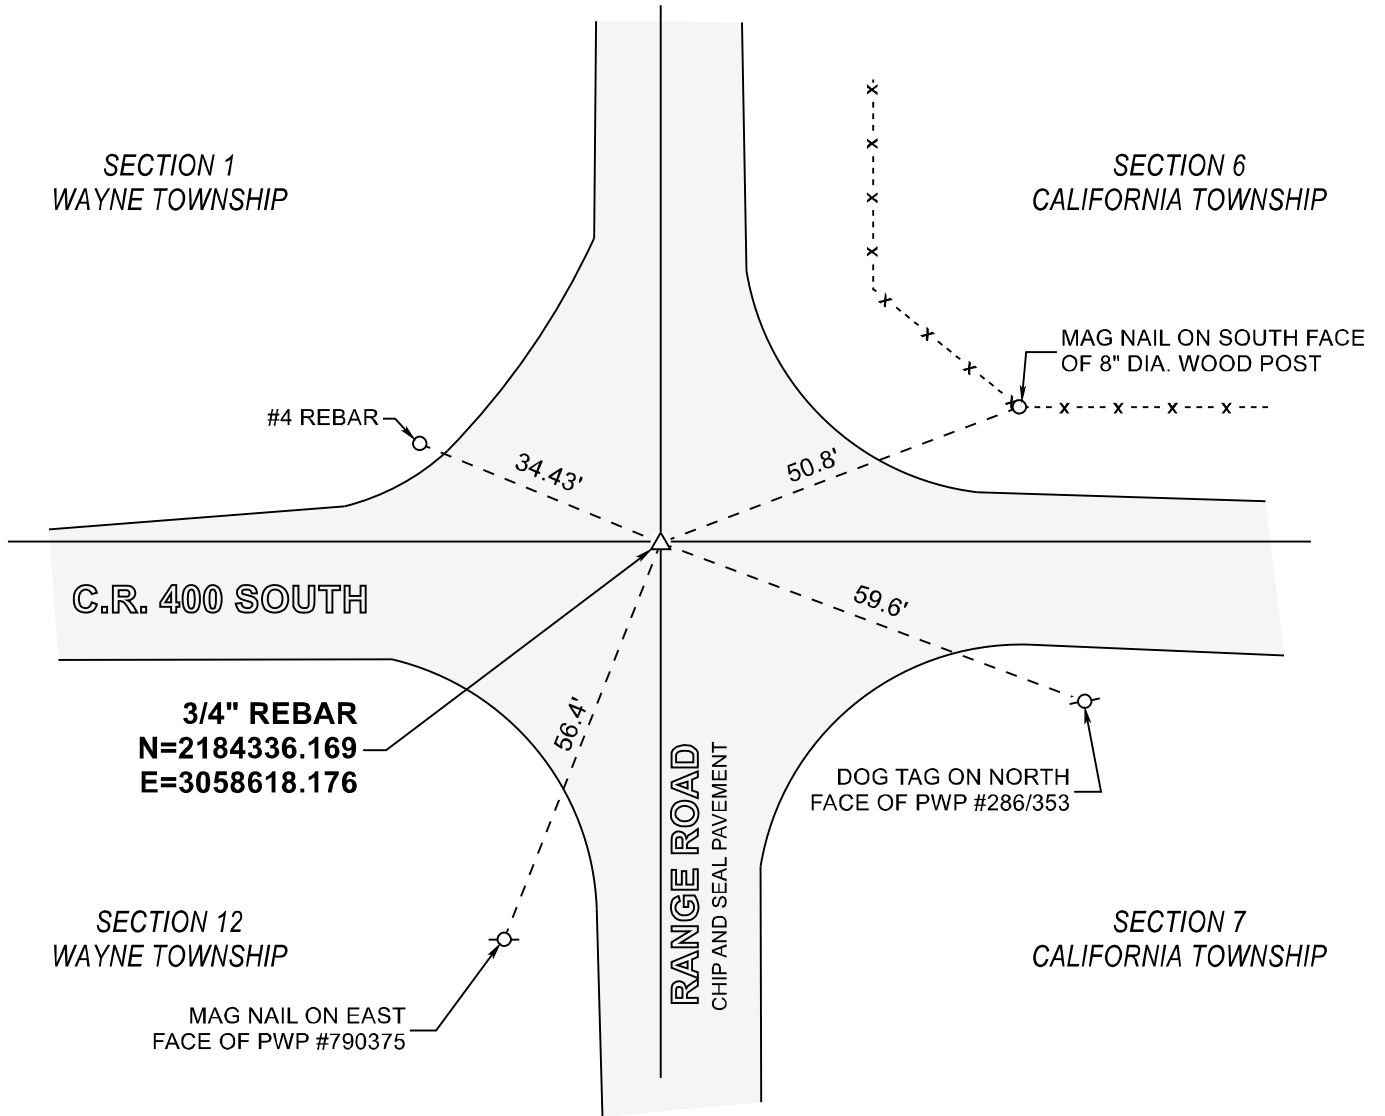 SECTION 1
WAYNE TOWNSHIP
SECTION 6
CALIFORNIA TOWNSHIP
MAG NAIL ON SOUTH FACE
OF 8" DIA. WOOD POST
#4 REBAR
34.43'
50.8'
C.R. 400 SOUTH
59.6'
3/4" REBAR
N=2184336.169
E=3058618.176
56.4'
RANGE ROAD
CHIP AND SEAL PAVEMENT
DOG TAG ON NORTH
FACE OF PWP #286/353
SECTION 12
WAYNE TOWNSHIP
SECTION 7
CALIFORNIA TOWNSHIP
MAG NAIL ON EAST
FACE OF PWP #790375